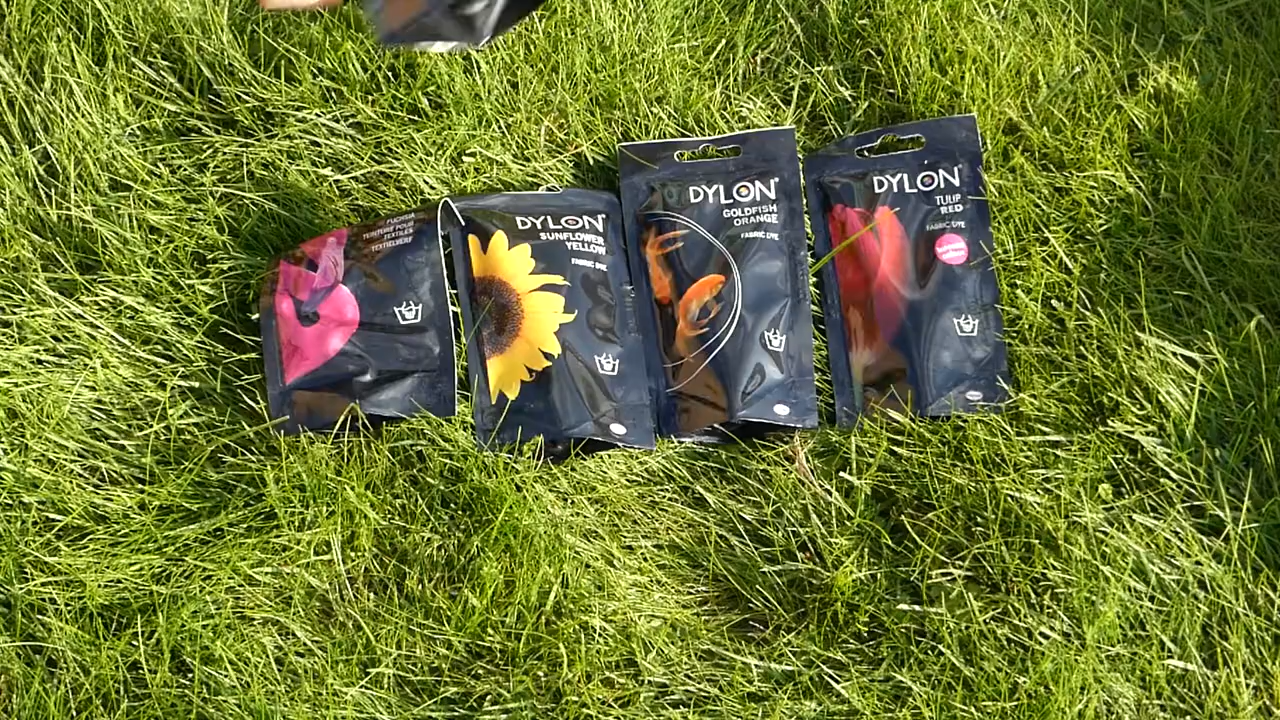 FUCHSIA
TEINTURE POUR
TEXTILES
TEXTIELVERF
DYLON
SUNFLOWER
YELLOW
FABRIC DYE
DYLON
GOLDFISH
ORANGE
FABRIC DYE
DYLON
TULIP
RED
FABRIC DYE